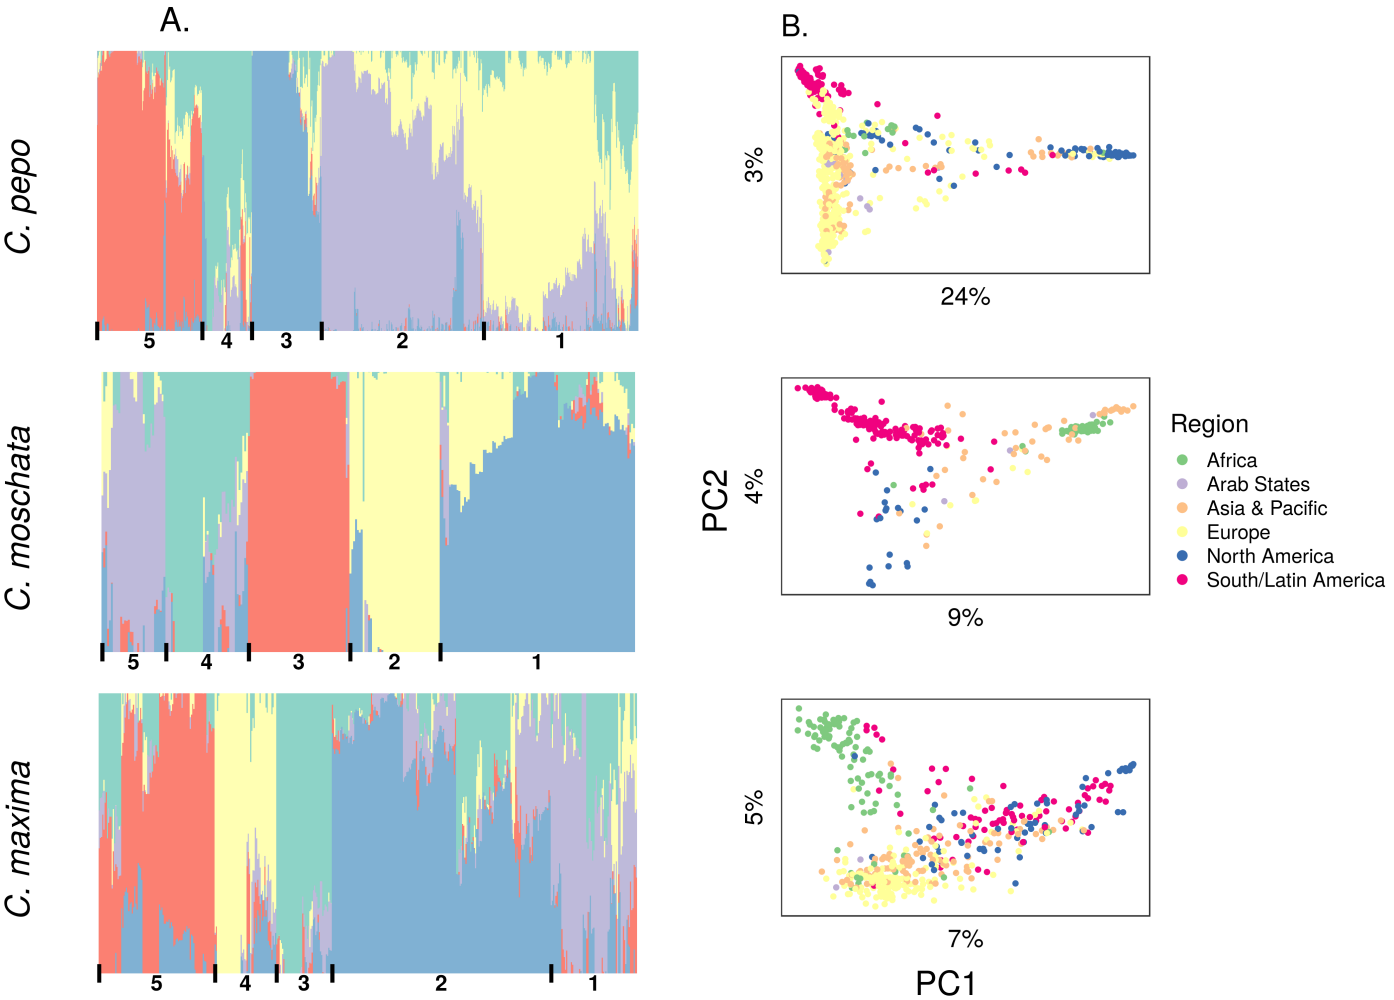 A.
B.
C. pepo
5 4 3 2 1
3%
24%
C. moschata
5 4 3 2 1
PC2
4%
9%
Region
Africa
Arab States
Asia & Pacific
Europe
North America
South/Latin America
C. maxima
5 4 3 2 1
5%
7%
PC1